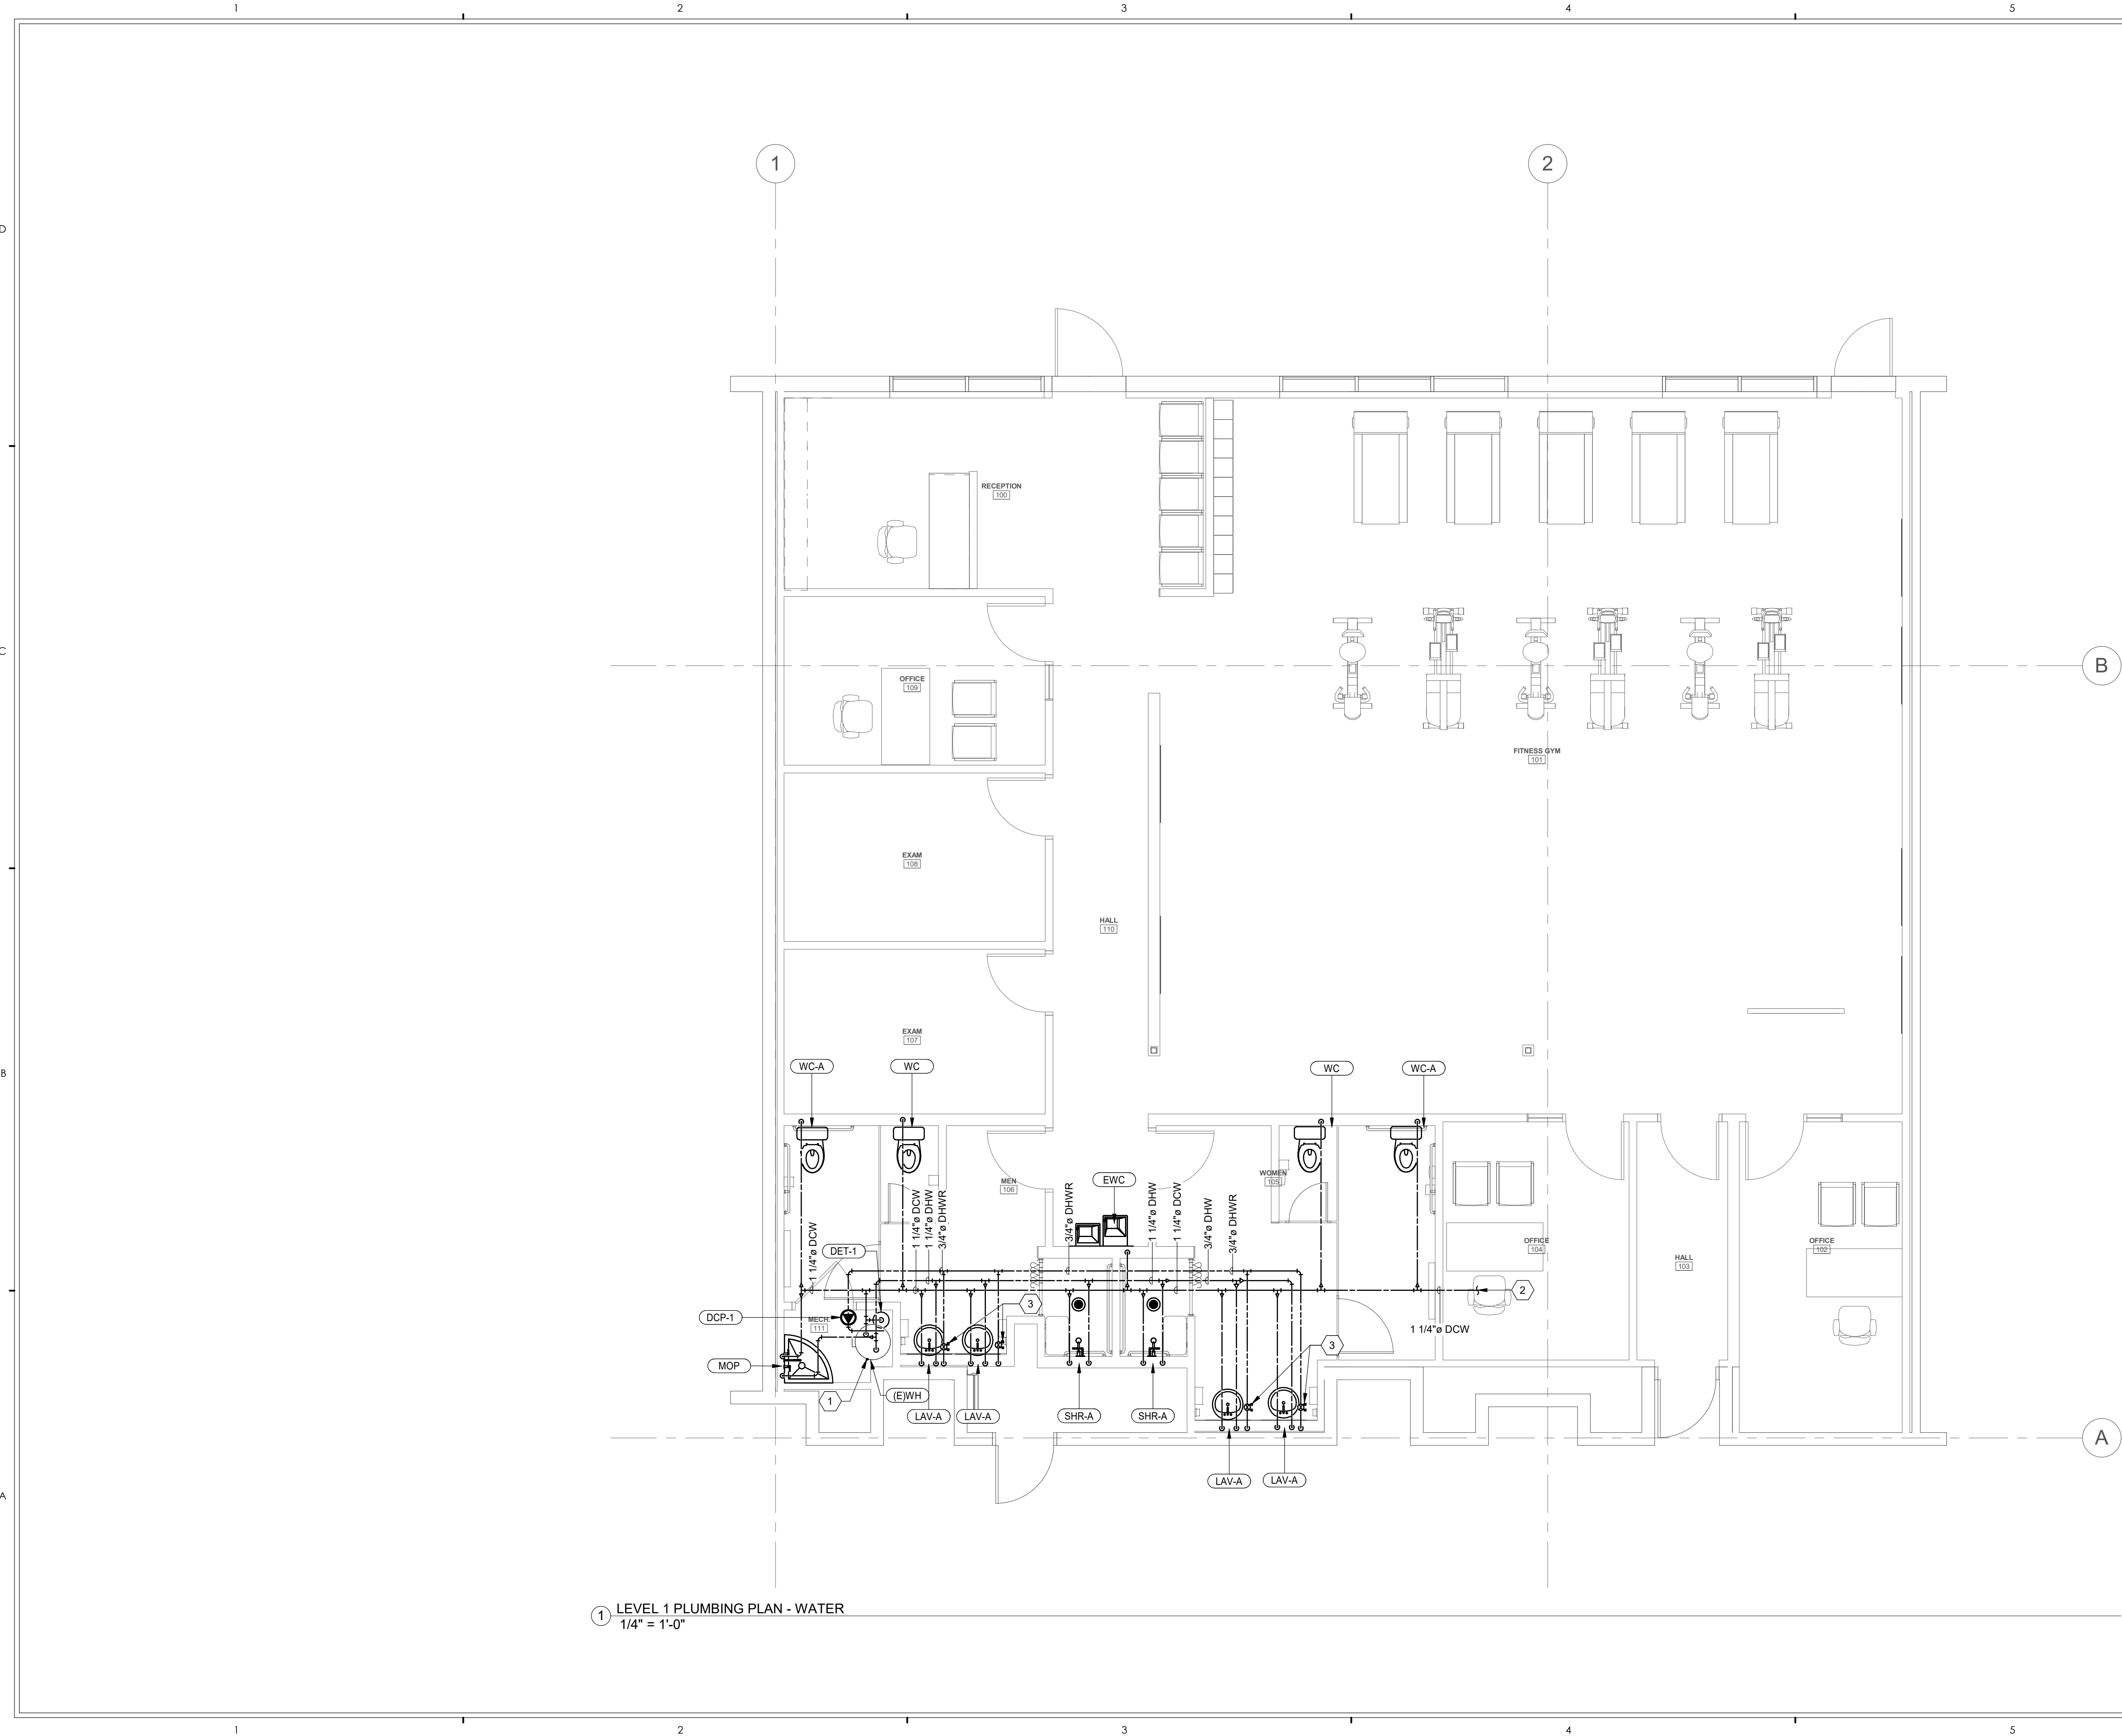 1
2
3
4
5
D
C
B
A
1
2
B
A
RECEPTION
100
OFFICE
109
FITNESS GYM
101
EXAM
108
HALL
110
EXAM
107
WC-A
WC
WC
WC-A
MEN
106
WOMEN
105
EWC
OFFICE
104
HALL
103
OFFICE
102
1 1/4"ø DCW
DET-1
1 1/4"ø DCW
1 1/4"ø DHW
3/4"ø DHWR
3/4"ø DHWR
1 1/4"ø DHW
1 1/4"ø DCW
3/4"ø DHW
3/4"ø DHWR
2
3
DCP-1
MECH.
111
1 1/4"ø DCW
3
MOP
1
(E)WH
LAV-A
LAV-A
SHR-A
SHR-A
LAV-A
LAV-A
1
LEVEL 1 PLUMBING PLAN - WATER
1/4" = 1'-0"
1
2
3
4
5